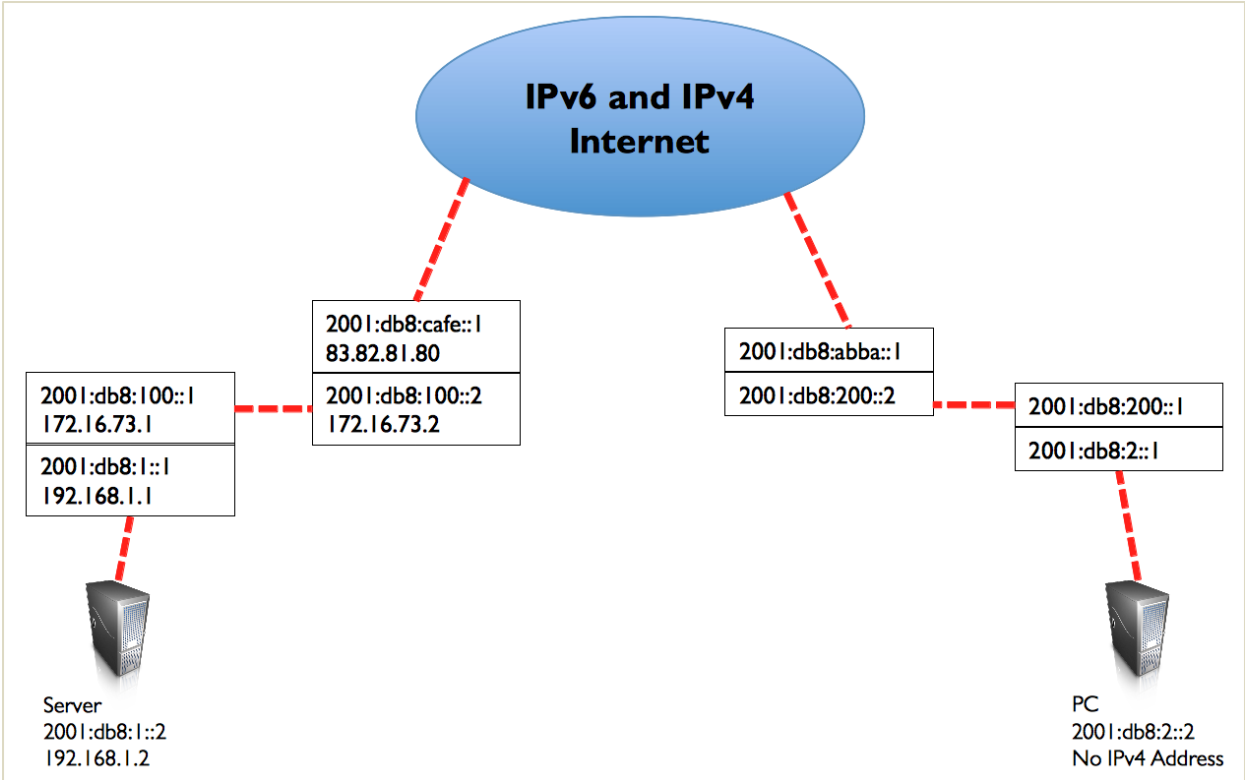 IPv6 and IPv4
Internet
2001:db8:cafe::1
83.82.81.80
2001:db8:100::2
172.16.73.2
2001:db8:100::1
172.16.73.1
2001:db8:1::1
192.168.1.1
2001:db8:abba::1
2001:db8:200::2
2001:db8:200::1
2001:db8:2::1
Server
2001:db8:1::2
192.168.1.2
PC
2001:db8:2::2
No IPv4 Address